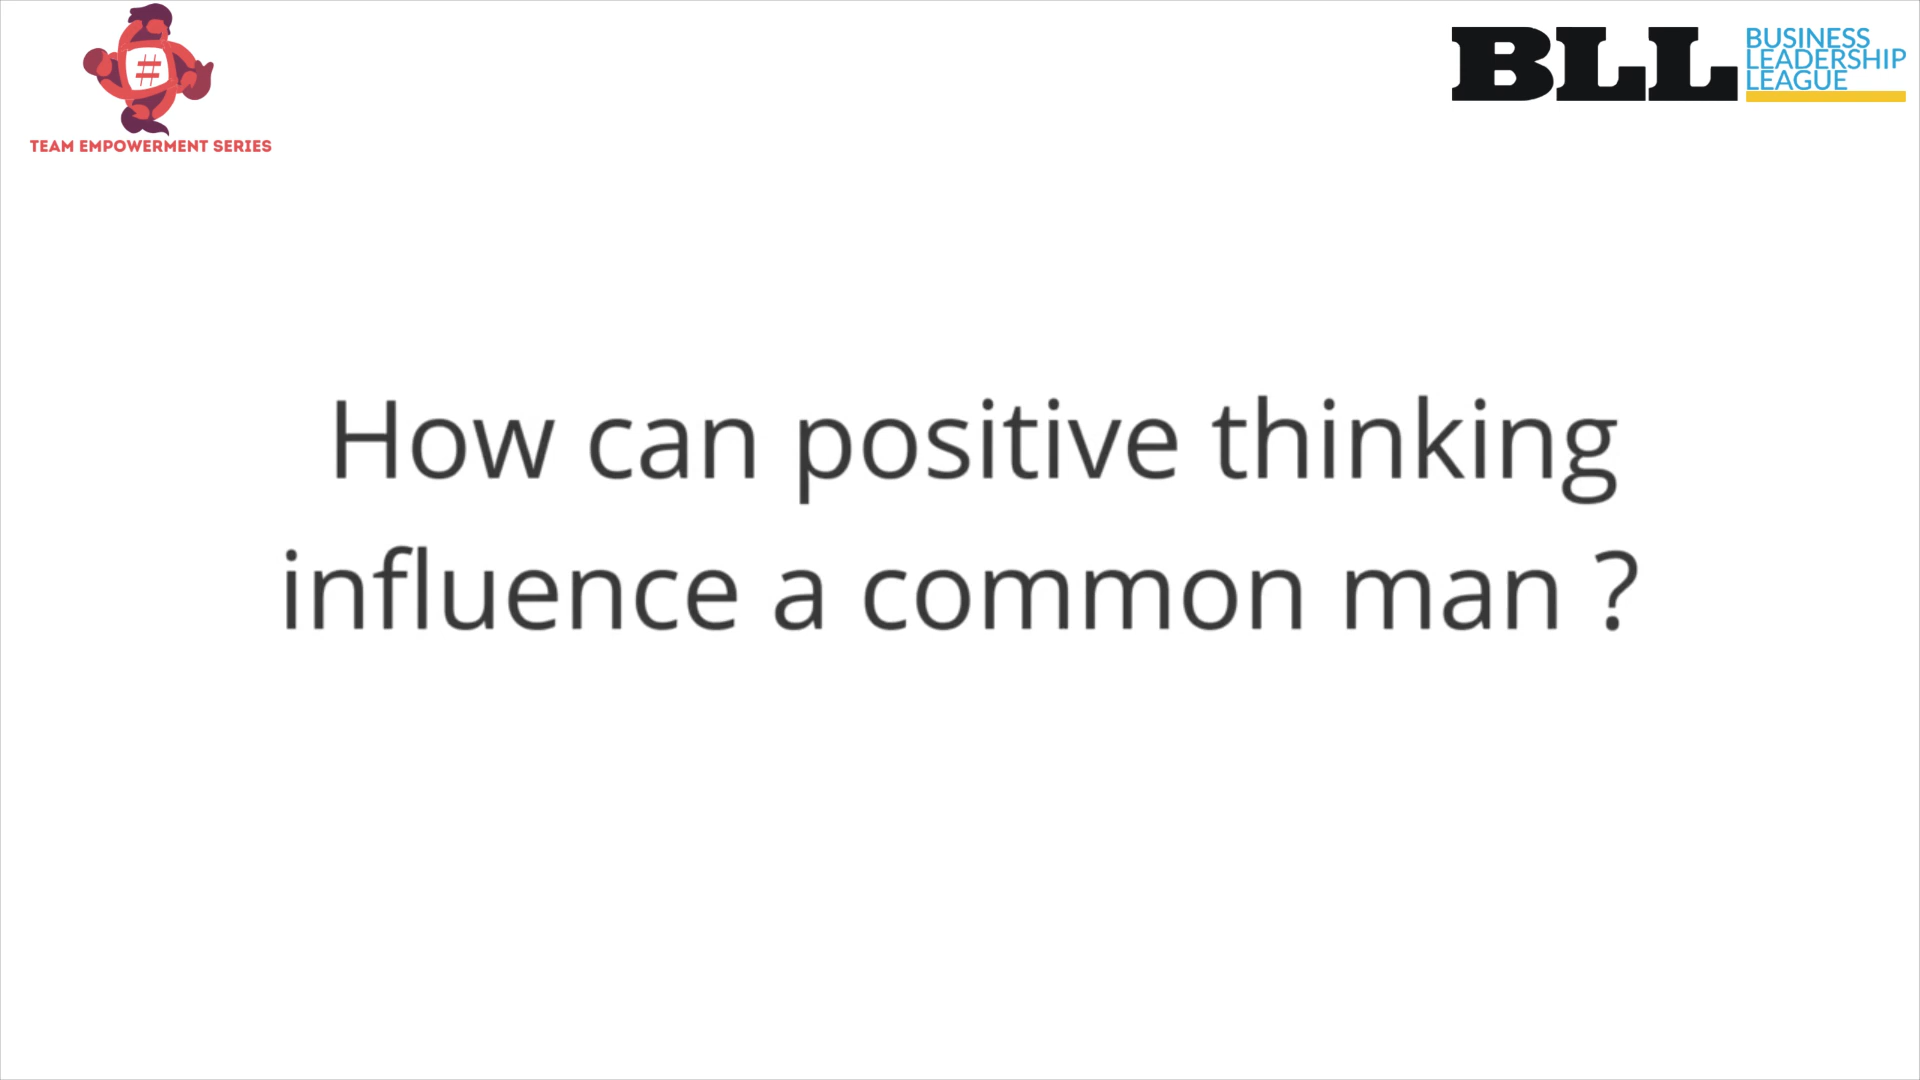 #
TEAM EMPOWERMENT SERIES
BLL
BUSINESS
LEADERSHIP
LEAGUE
How can positive thinking
influence a common man ?